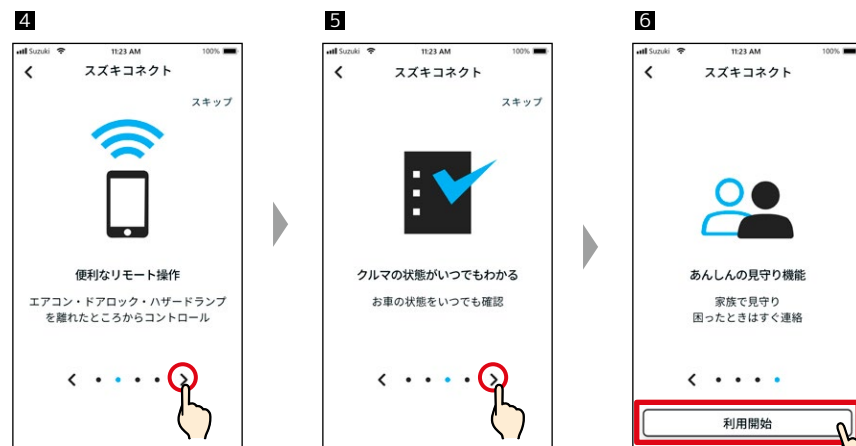 4
Suzuki 11:23 AM 100%
スズキコネクト
スキップ
便利なリモート操作
エアコン・ドアロック・ハザードランプ
を離れたところからコントロール
5
Suzuki 11:23 AM 100%
スズキコネクト
スキップ
クルマの状態がいつでもわかる
お車の状態をいつでも確認
6
Suzuki 11:23 AM 100%
スズキコネクト
あんしんの見守り機能
家族で見守り
困ったときはすぐ連絡
利用開始